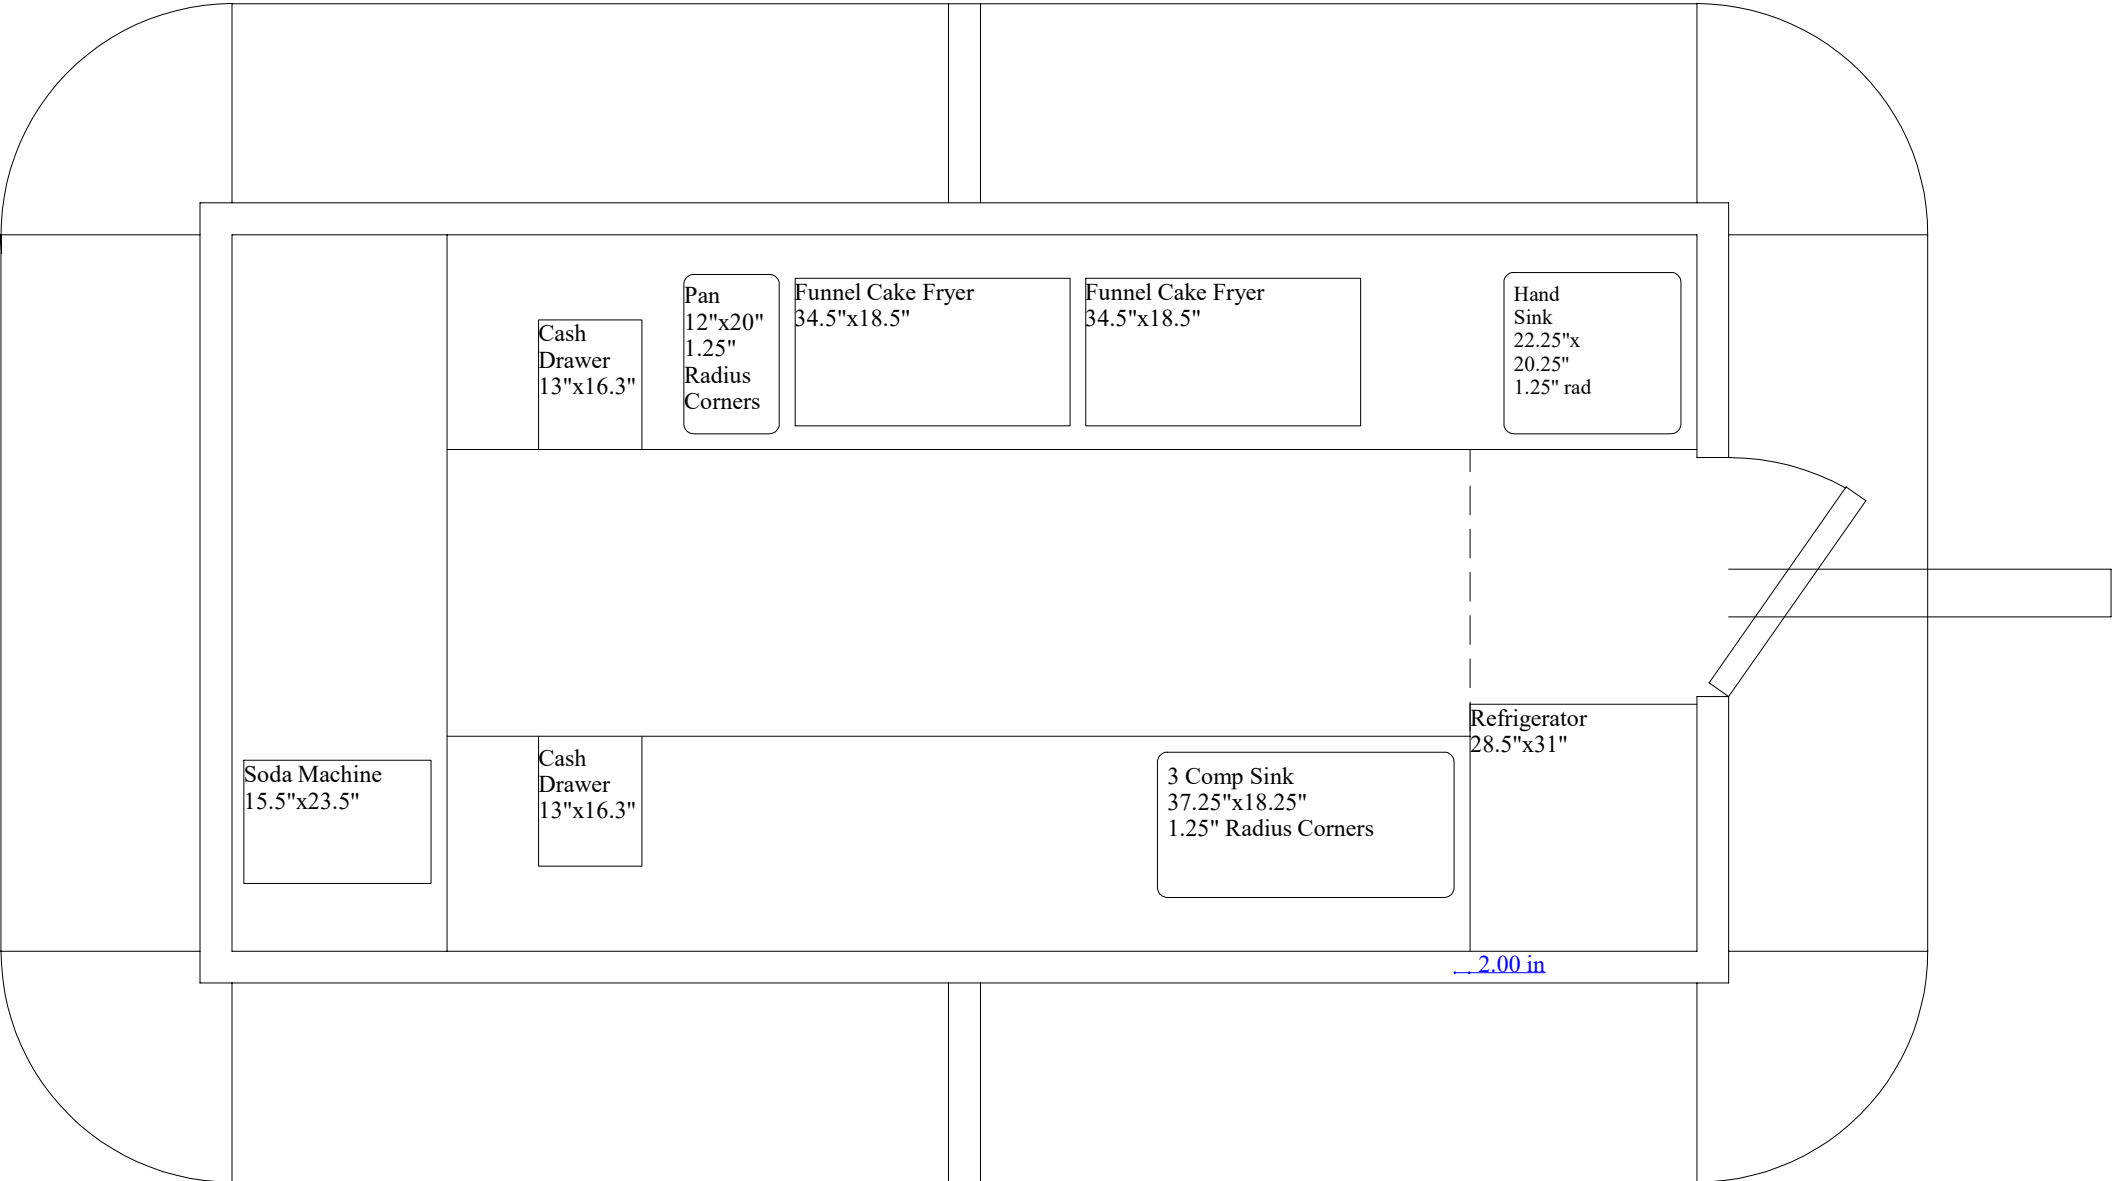 Pan
12"x20"
1.25"
Radius
Corners
Funnel Cake Fryer
34.5"x18.5"
Funnel Cake Fryer
34.5"x18.5"
Hand
Sink
22.25"x
20.25"
1.25" rad
Cash
Drawer
13"x16.3"
Refrigerator
28.5"x31"
Cash
Drawer
13"x16.3"
Soda Machine
15.5"x23.5"
3 Comp Sink
37.25"x18.25"
1.25" Radius Corners
2.00 in